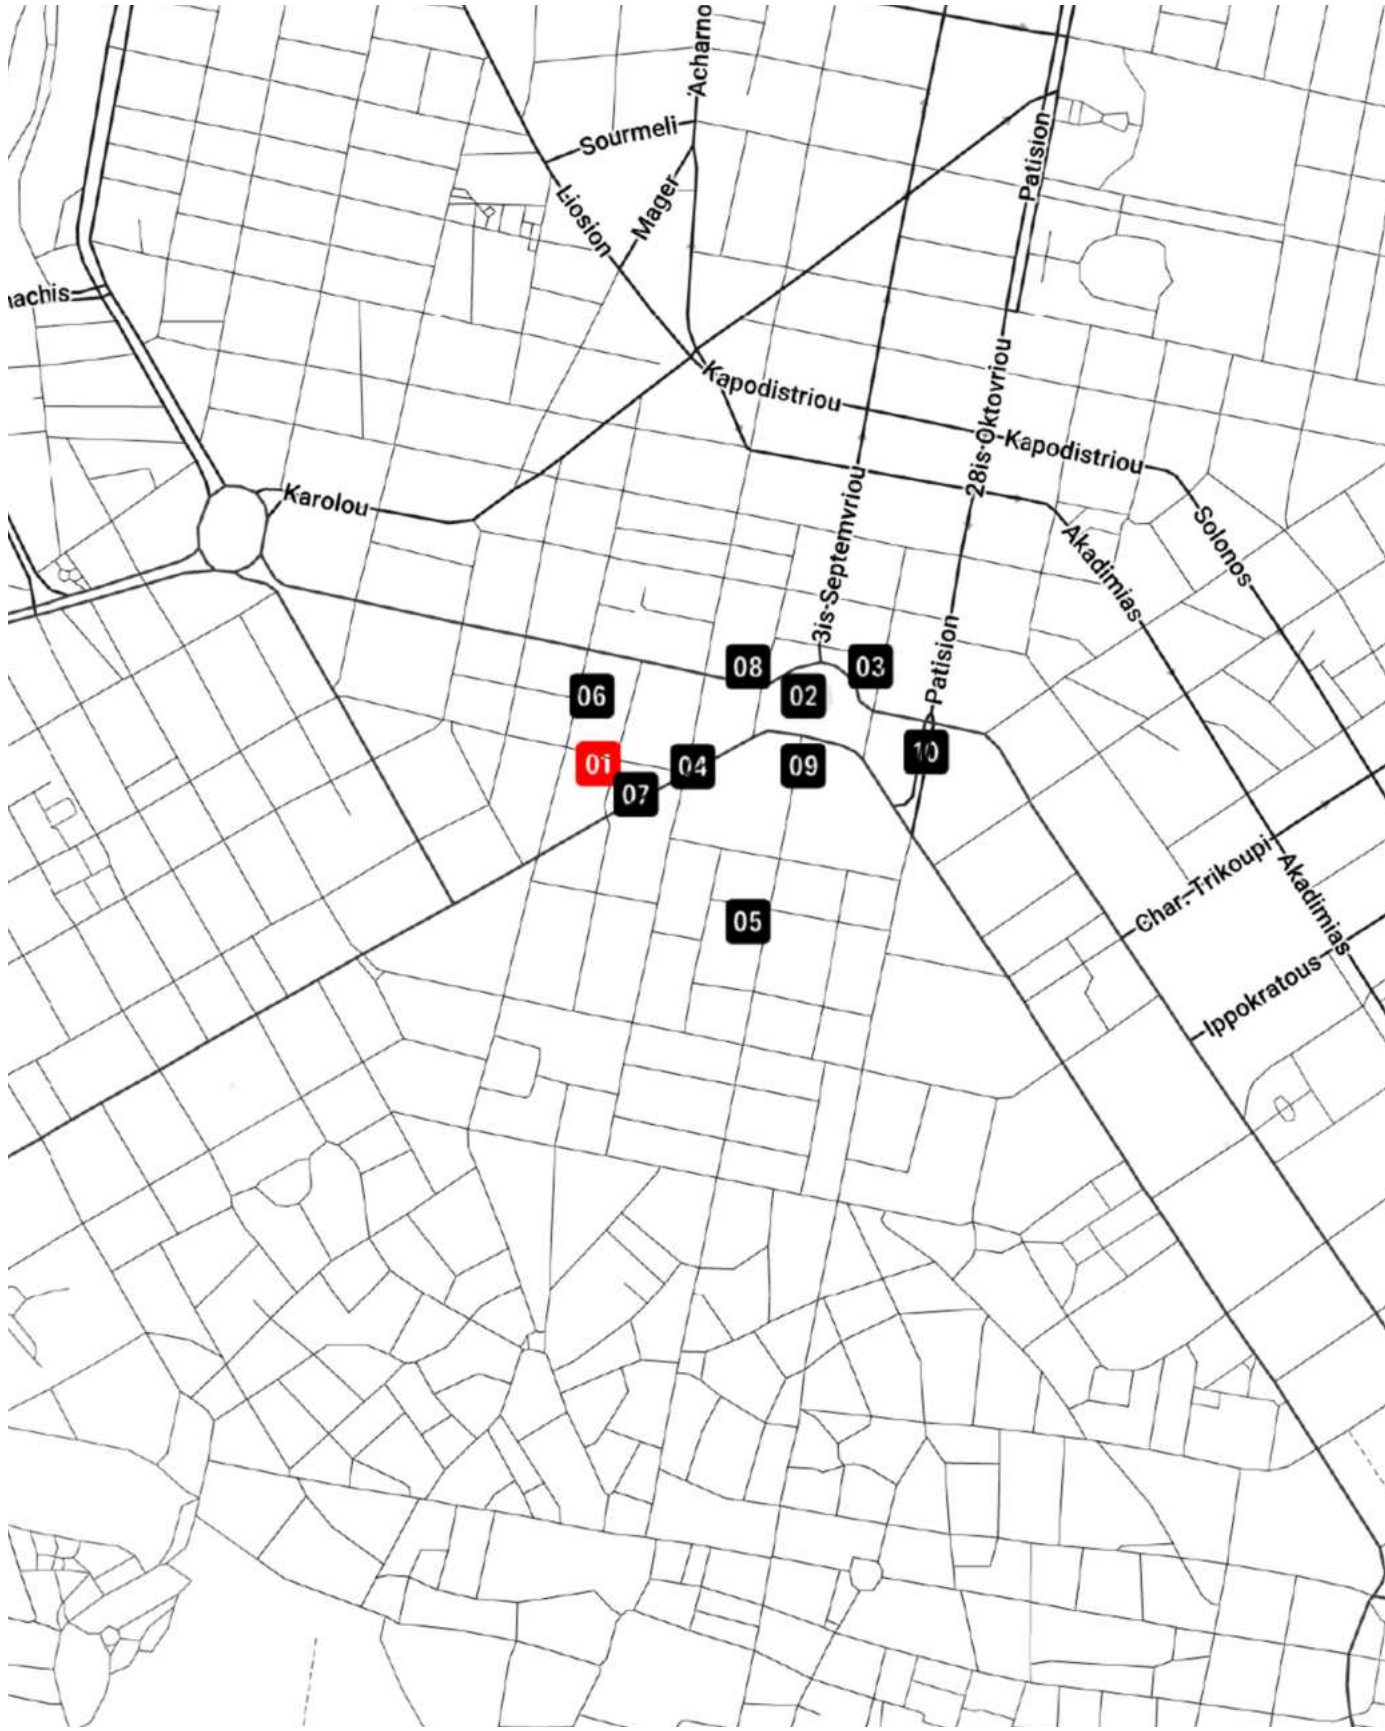 Acharno
Sourmeli
Mager
Liosion
Patision
achis
Kapodistriou
28is Oktovriou
Kapodistriou
Karolou
3is Septemvriou
Solonos
Akadimias
Patision
08
03
06
02
01
04
09
10
07
05
Char. Trikoupi
Akadimias
Ippokratous